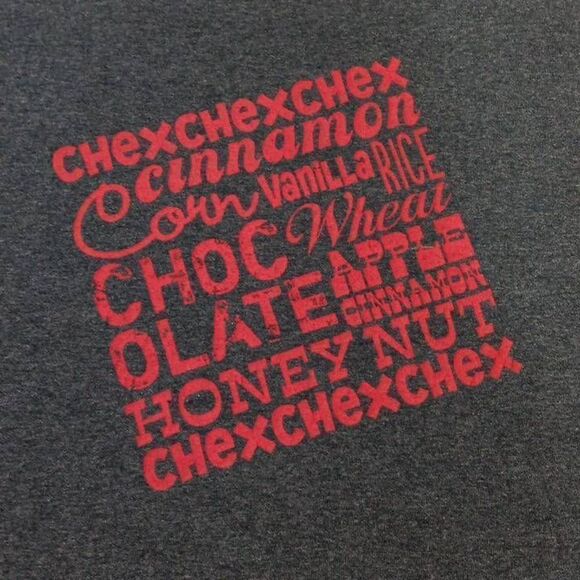 CHexCHexCHex
cinnamon
Corn Vanilla RICE
Wheat
CHOC
OLATE
APPLE
CINNAMON
HONEY NUT
CHexCHexCHex